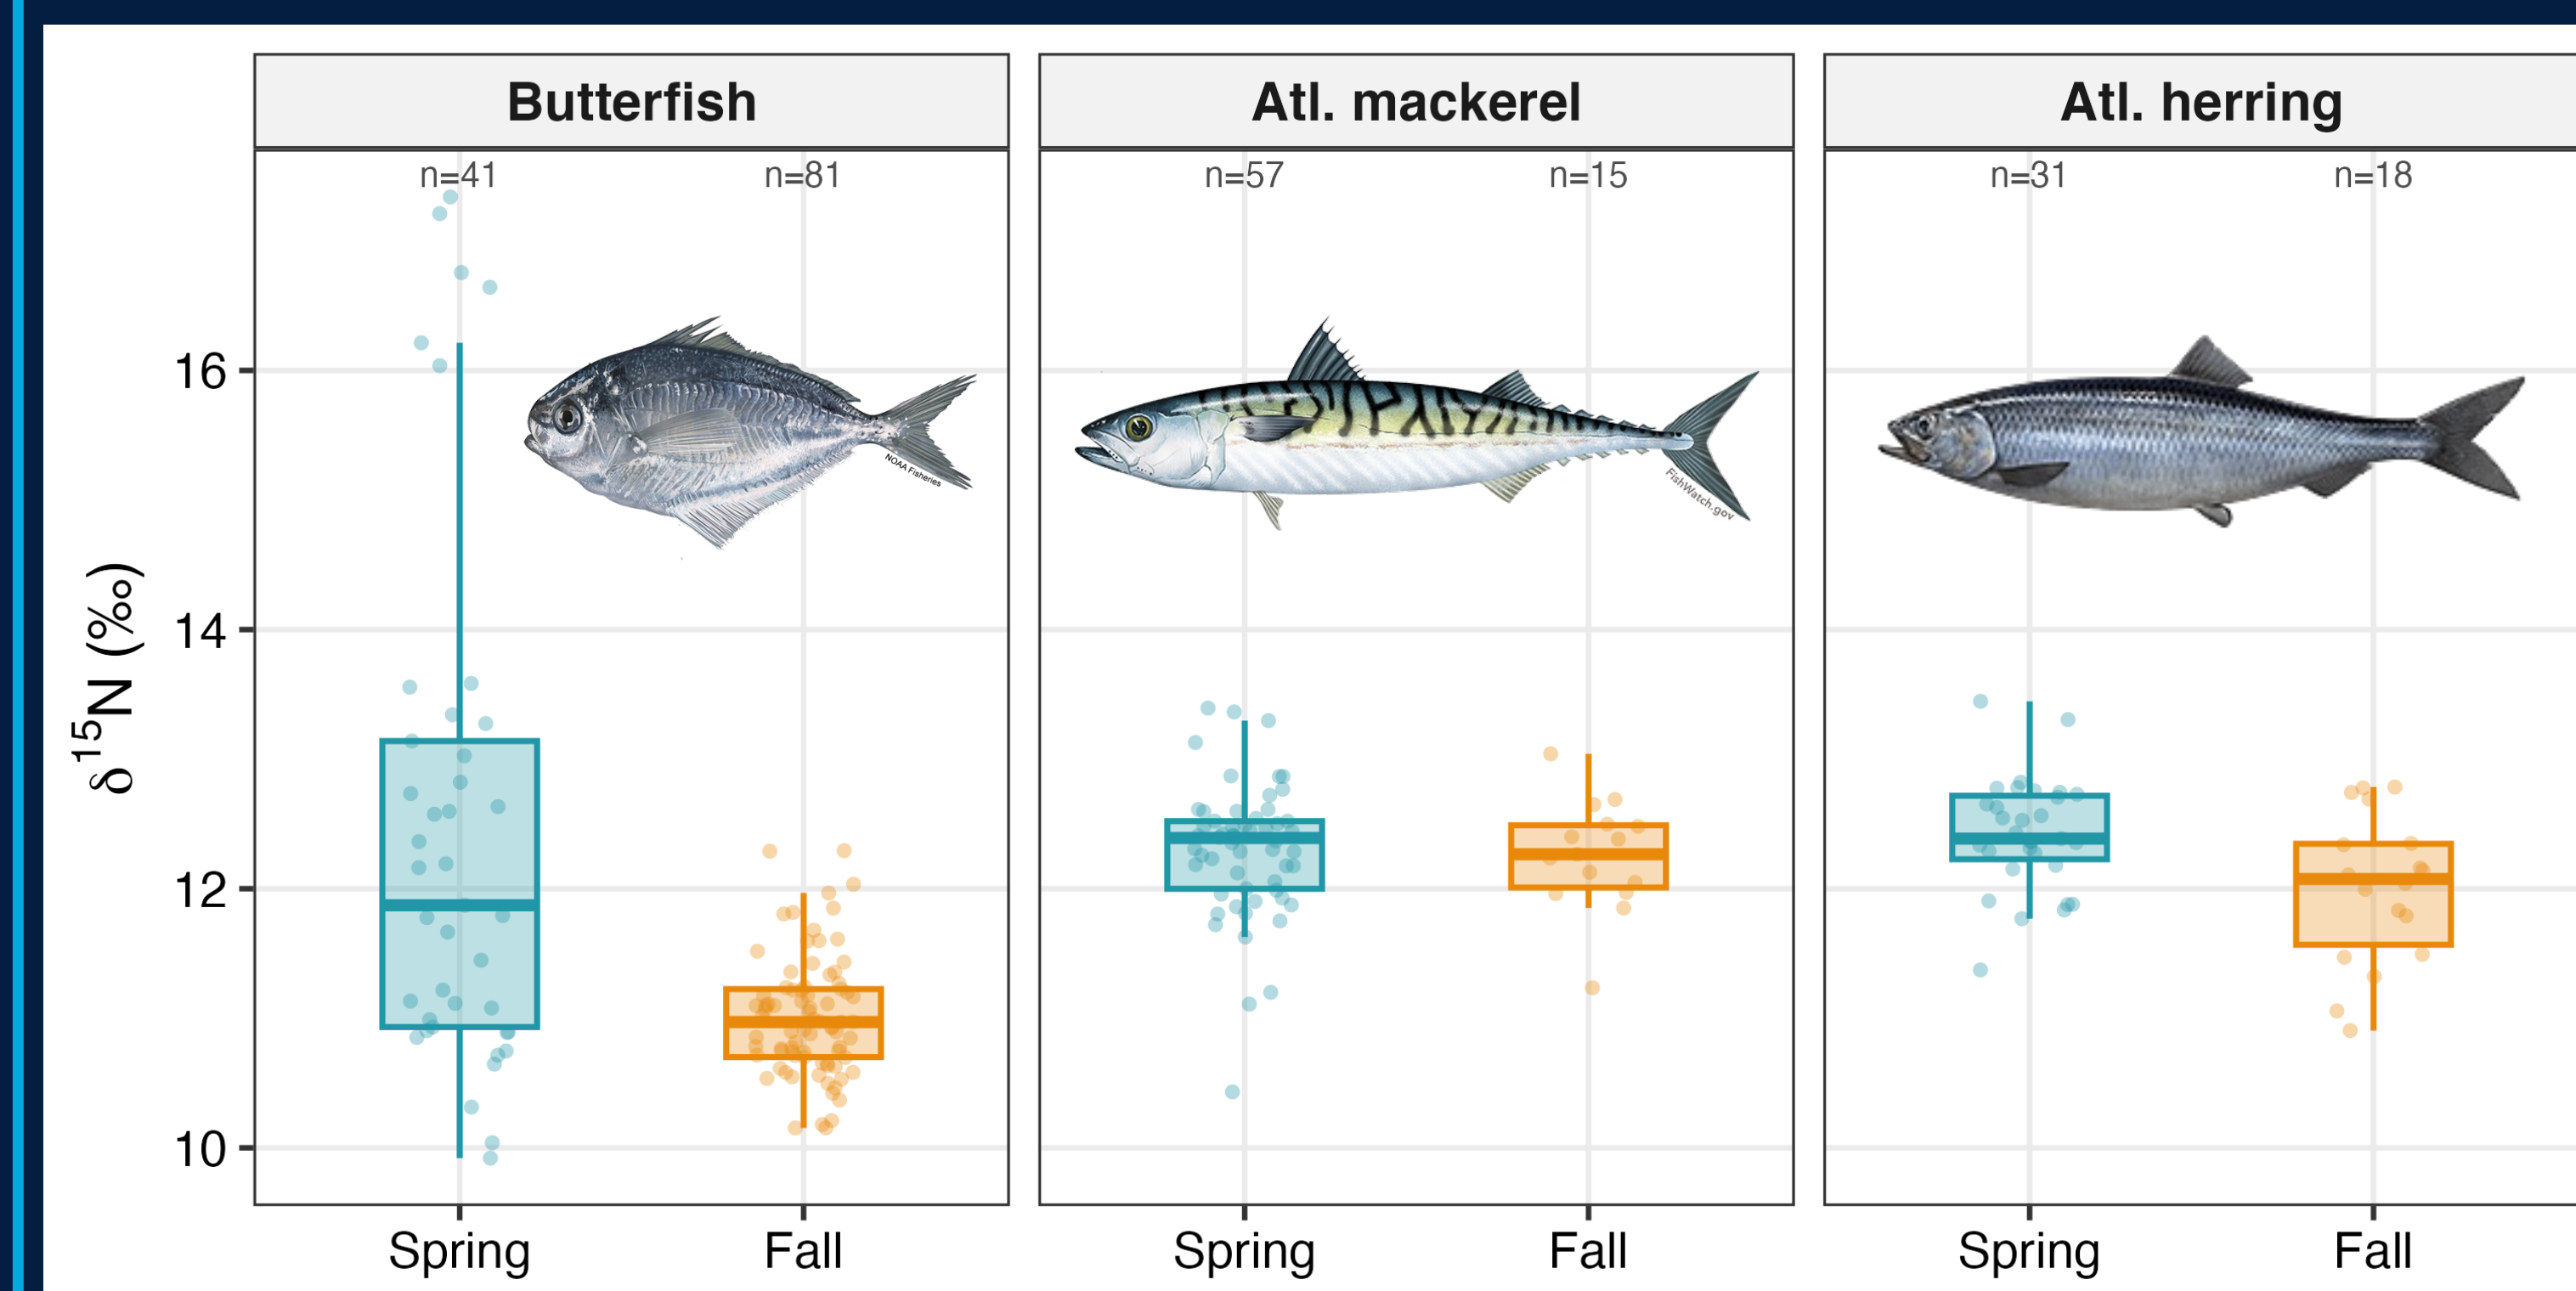 Butterfish
Atl. mackerel
Atl. herring
n=41
n=81
n=57
n=15
n=31
n=18
NOAA Fisheries
FishWatch.gov
δ¹⁵N (‰)
16
14
12
10
Spring
Fall
Spring
Fall
Spring
Fall